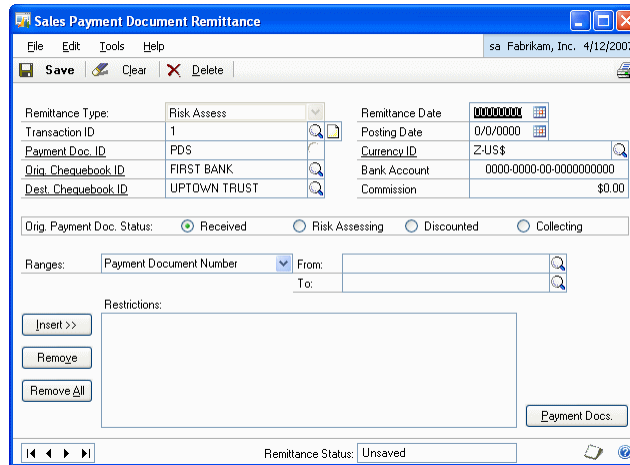 Sales Payment Document Remittance
File Edit Tools Help
sa Fabrikam, Inc. 4/12/2007
Save Clear Delete
Remittance Type: Risk Assess Remittance Date 00000000
Transaction ID 1 Posting Date 0/0/0000
Payment Doc. ID PDS Currency ID Z-US$
Orig. Chequebook ID FIRST BANK Bank Account 0000-0000-00-0000000000
Dest. Chequebook ID UPTOWN TRUST Commission $0.00
Orig. Payment Doc. Status: Received Risk Assessing Discounted Collecting
Ranges: Payment Document Number From:
To:
Restrictions:
Insert >>
Remove
Remove All
Payment Docs.
Remittance Status: Unsaved